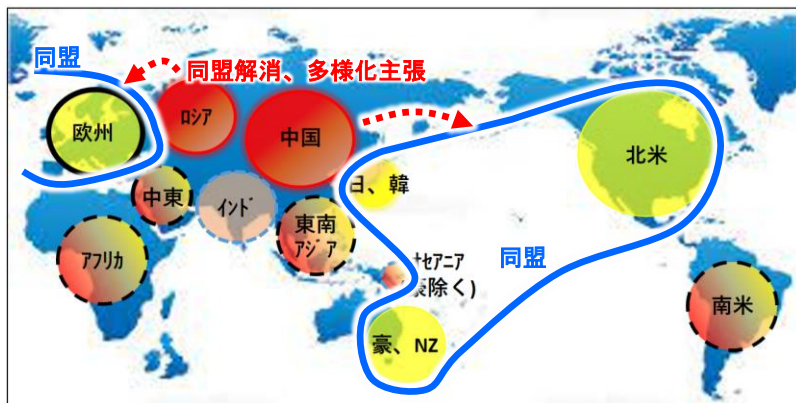 同盟
同盟解消、多様化主張
欧州
ロシア
中国
北米
中東
インド
日、韓
東南
アジア
アフリカ
セアニア
除く)
同盟
南米
豪、NZ